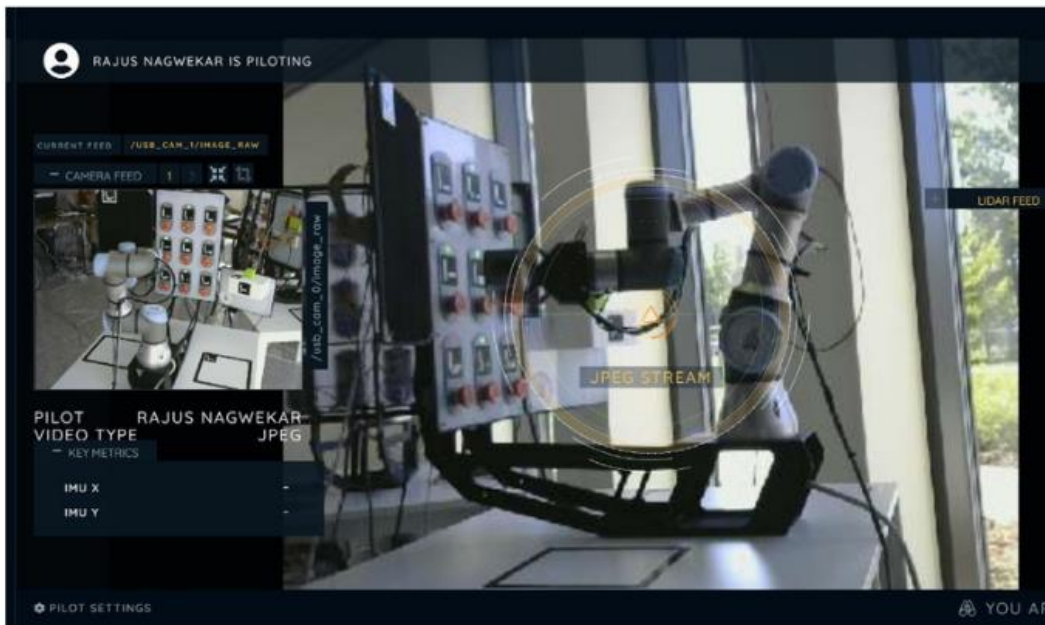 RAJUS NAGWEKAR IS PILOTING
CURRENT FEED /USB_CAM_1/IMAGE_RAW
CAMERA FEED 1
LIDAR FEED
/usb_cam_0/image_raw
JPEG STREAM
PILOT RAJUS NAGWEKAR
VIDEO TYPE JPEG
KEY METRICS
IMU X -
IMU Y -
PILOT SETTINGS
YOU AR